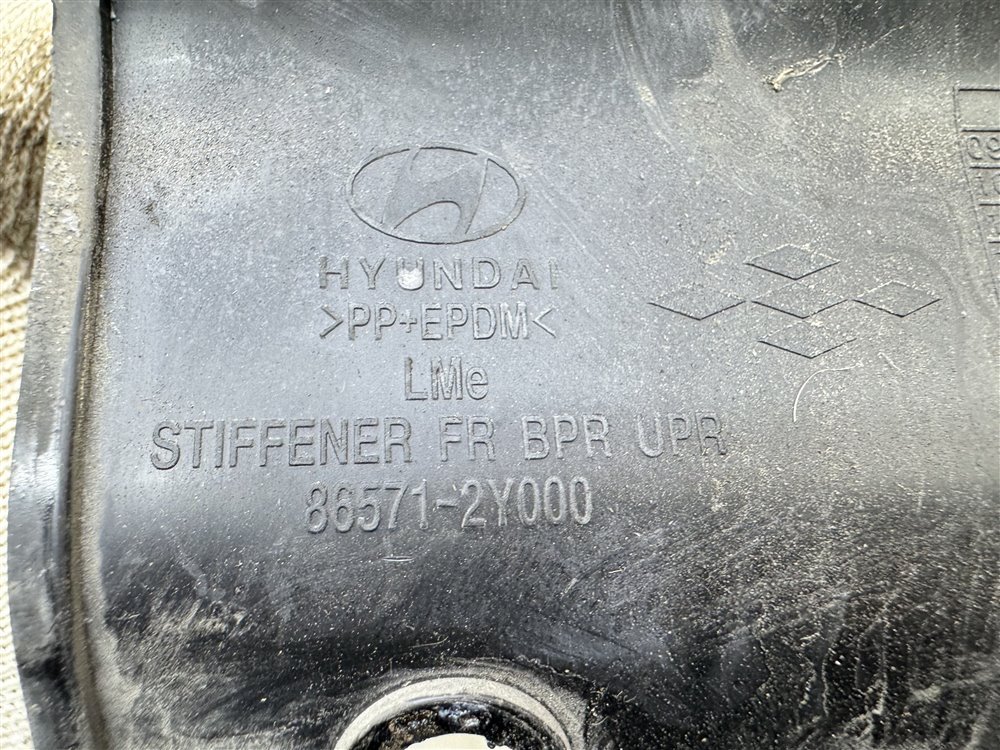 HYUNDAI
>PP+EPDM<
LMe
STIFFENER FR BPR UPR
86571-2Y000